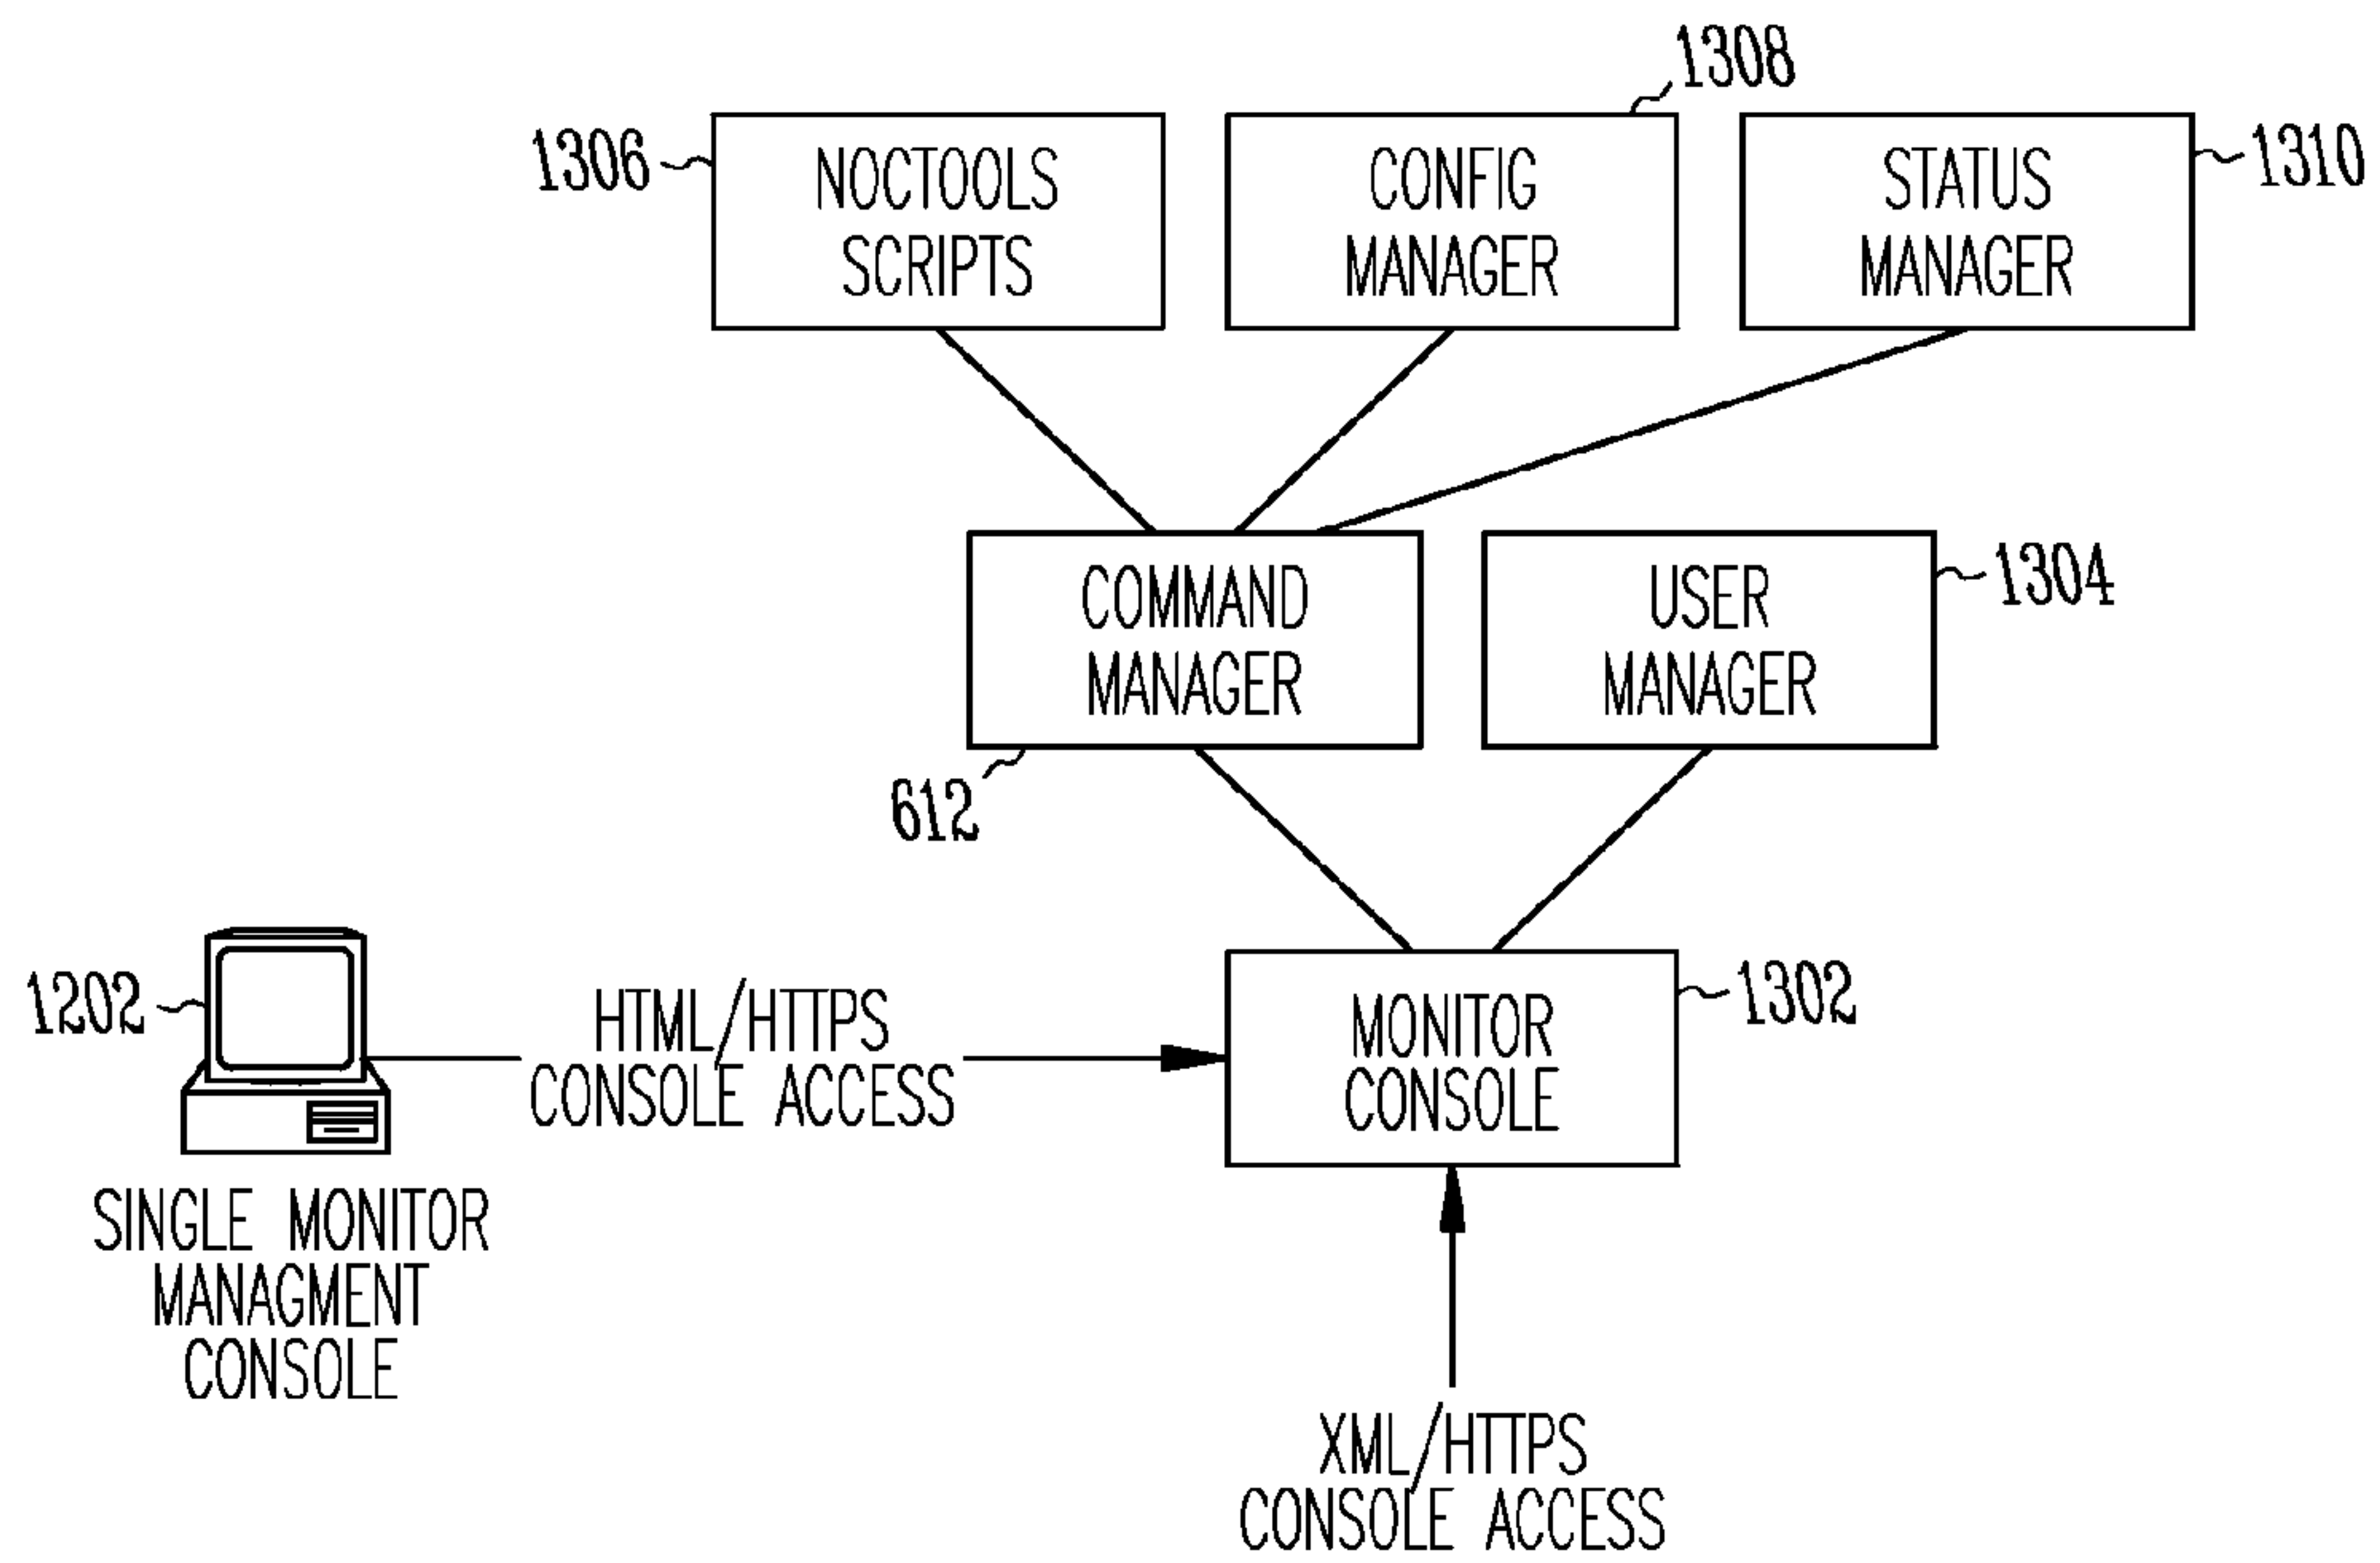 1308
1306
NOCTOOLS
SCRIPTS
CONFIG
MANAGER
STATUS
MANAGER
1310
COMMAND
MANAGER
612
USER
MANAGER
1304
1202
SINGLE MONITOR
MANAGMENT
CONSOLE
HTML/HTTPS
CONSOLE ACCESS
MONITOR
CONSOLE
1302
XML/HTTPS
CONSOLE ACCESS